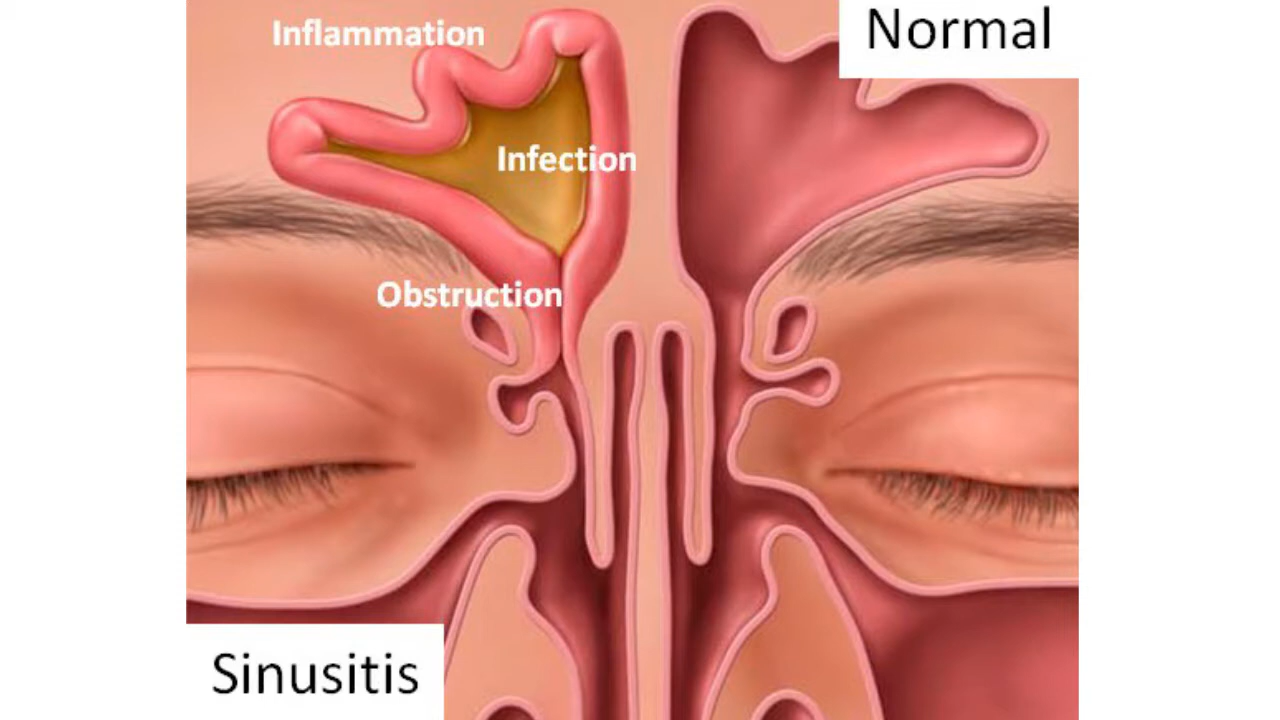 Inflammation
Normal
Infection
Obstruction
Sinusitis